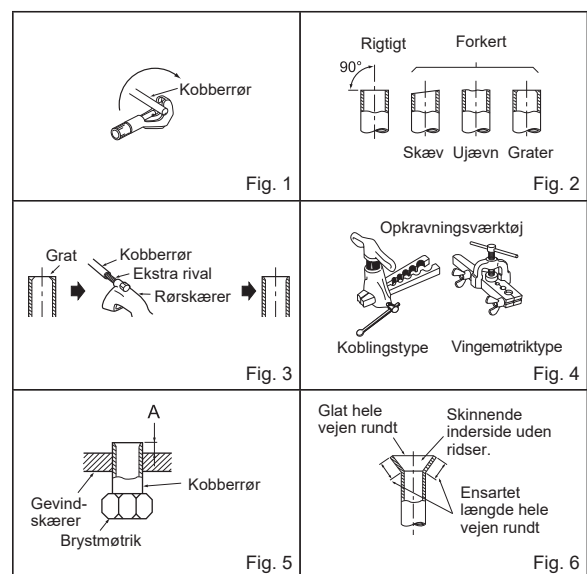 Kobberrør
Fig. 1
Rigtigt
Forkert
90°
Skæv
Ujævn
Grater
Fig. 2
Grat
Kobberrør
Ekstra rival
Rørskærer
Fig. 3
Opkravningsværktøj
Koblingstype
Vingemøtriktype
Fig. 4
A
Kobberrør
Gevind-
skærer
Brystmøtrik
Fig. 5
Glat hele
vejen rundt
Skinnende
inderside uden
ridser.
Ensartet
længde hele
vejen rundt
Fig. 6